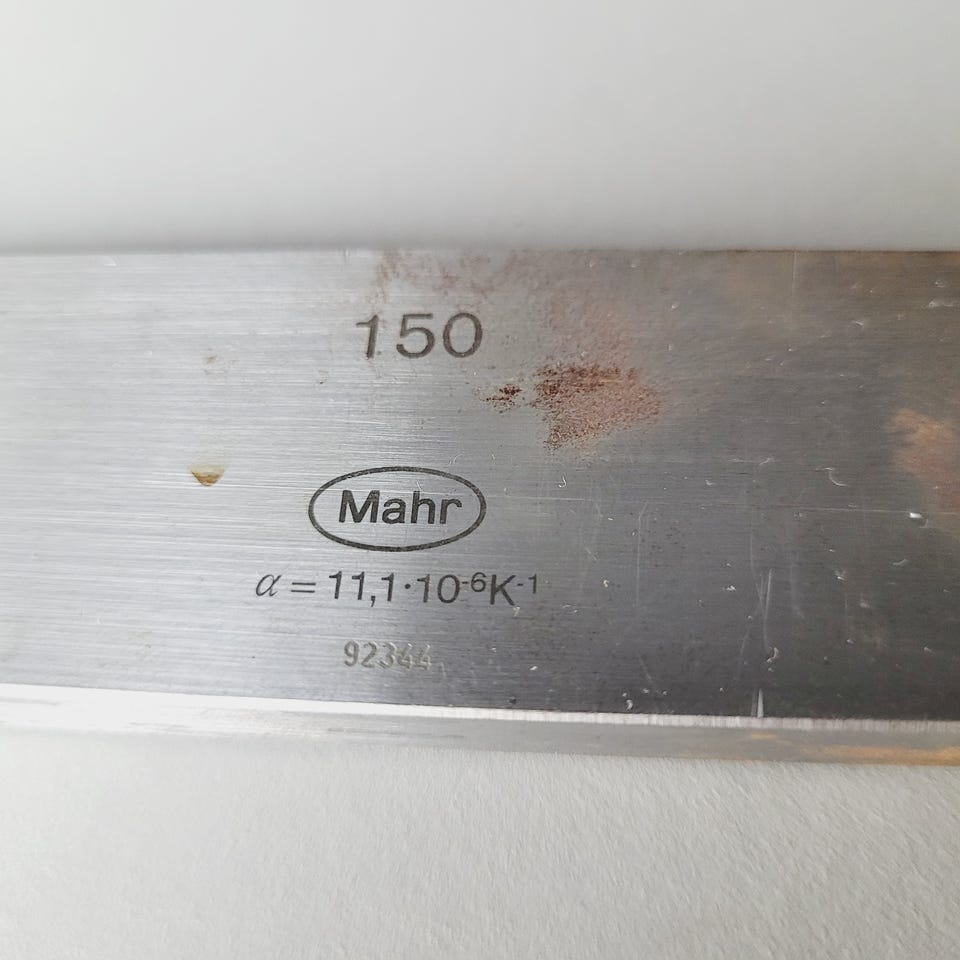 150
Mahr
α = 11,1·10⁻⁶K⁻¹
92344